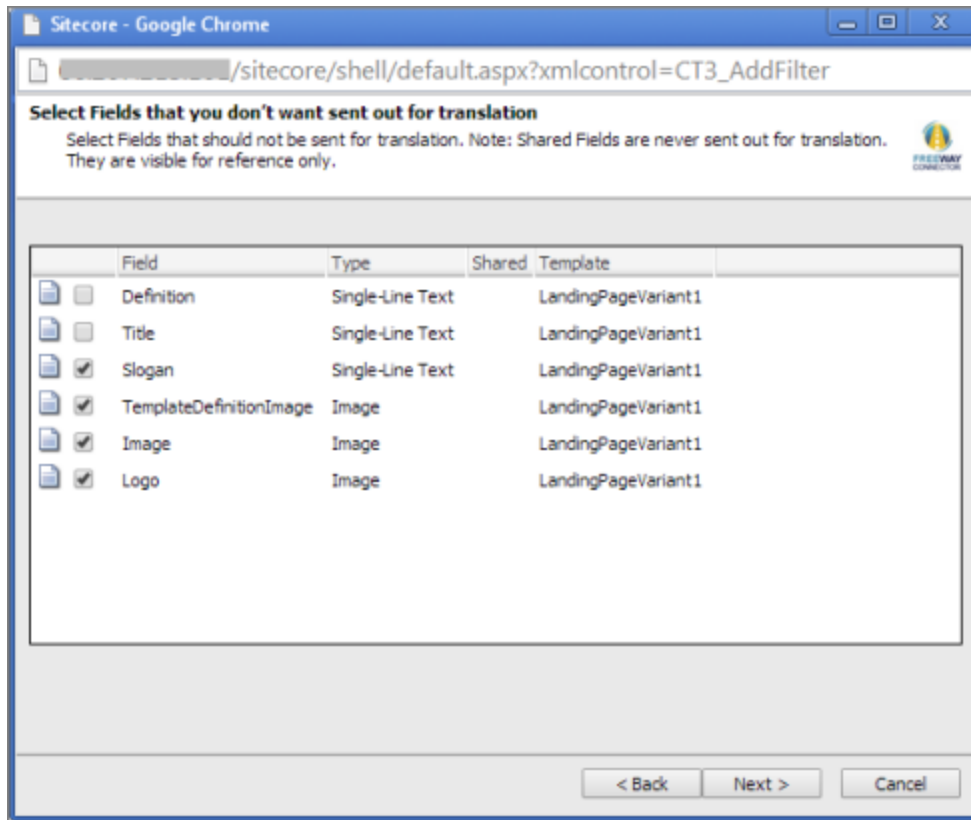 Sitecore - Google Chrome
/sitecore/shell/default.aspx?xmlcontrol=CT3_AddFilter
Select Fields that you don't want sent out for translation
Select Fields that should not be sent for translation. Note: Shared Fields are never sent out for translation.
They are visible for reference only.
FREEWAY
CONNECTOR
Field Type Shared Template
Definition Single-Line Text LandingPageVariant1
Title Single-Line Text LandingPageVariant1
Slogan Single-Line Text LandingPageVariant1
TemplateDefinitionImage Image LandingPageVariant1
Image Image LandingPageVariant1
Logo Image LandingPageVariant1
< Back Next > Cancel